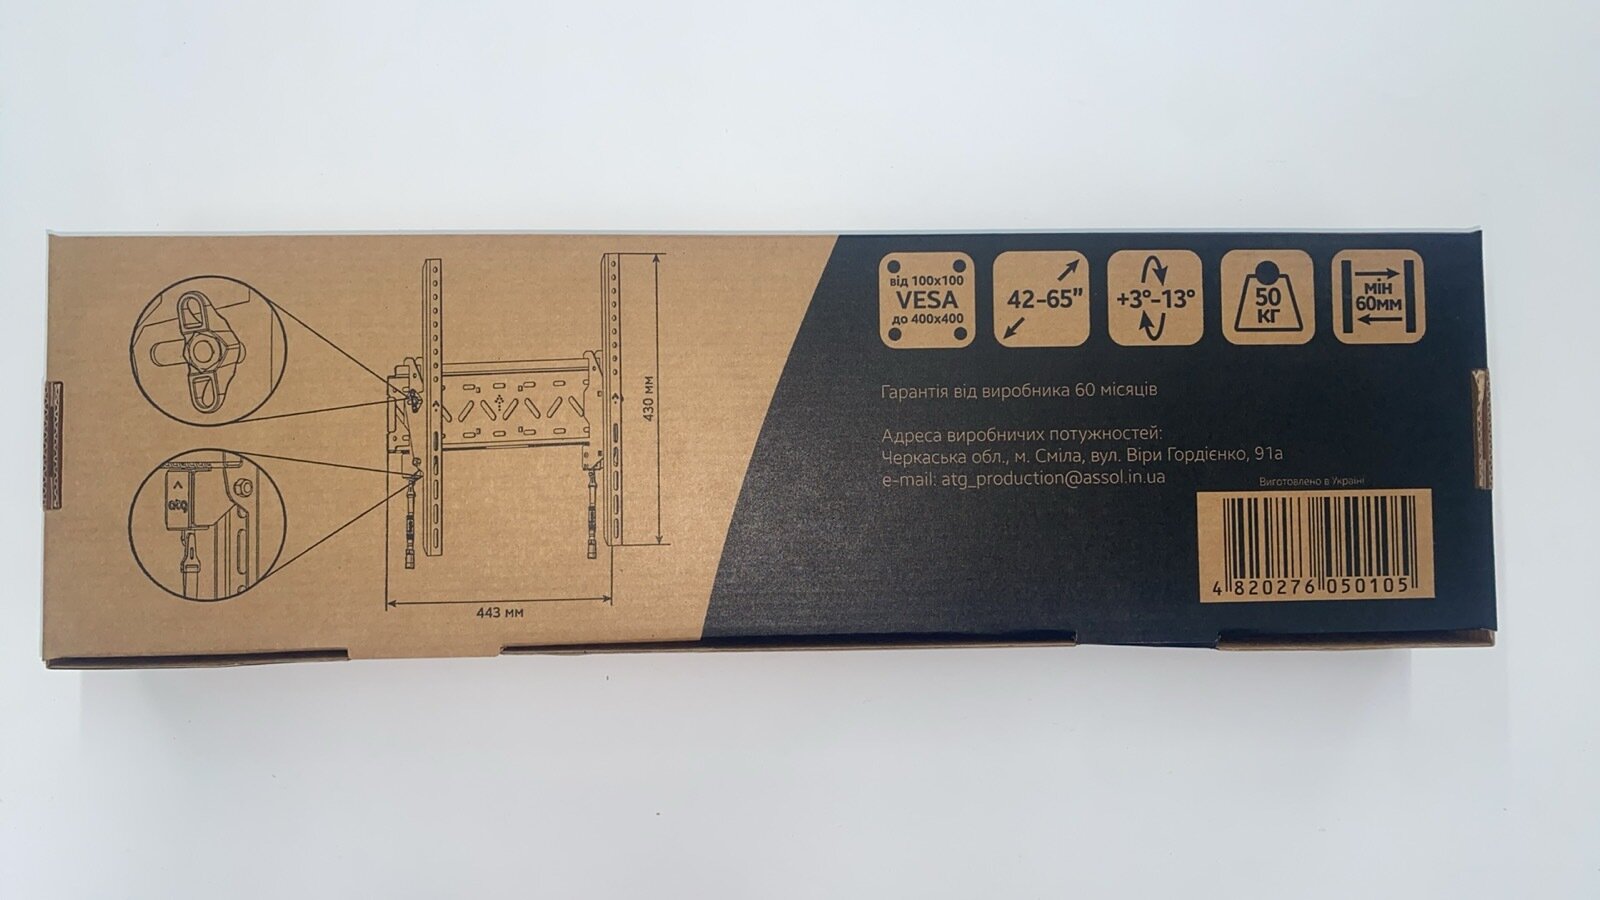 від 100x100
VESA
до 400x400
42-65”
+3°-13°
50
КГ
мін
60мм
430 мм
443 мм
Гарантія від виробника 60 місяців
Адреса виробничих потужностей:
Черкаська обл., м. Сміла, вул. Віри Гордієнко, 91а
e-mail: atg_production@assol.in.ua
Виготовлено в Україні
4 820276 050105